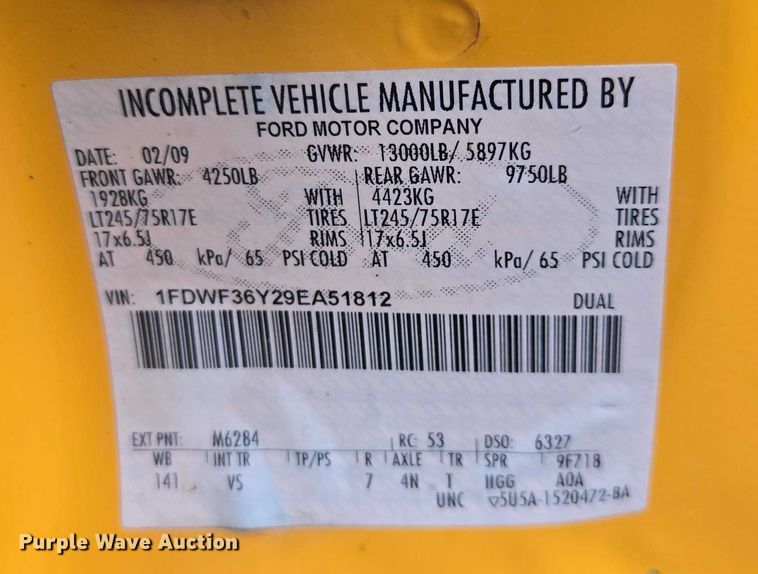 INCOMPLETE VEHICLE MANUFACTURED BY
FORD MOTOR COMPANY
DATE: 02/09 GVWR: 13000LB/ 5897KG
FRONT GAWR: 4250LB REAR GAWR: 9750LB
1928KG WITH 4423KG WITH
LT245/75R17E TIRES LT245/75R17E TIRES
17x6.5J RIMS 17x6.5J RIMS
AT 450 kPa/ 65 PSI COLD AT 450 kPa/ 65 PSI COLD
VIN: 1FDWF36Y29EA51812 DUAL
EXT PNT: M6284 RC: 53 DSO: 6327
WB INT TR TP/PS R AXLE TR SPR 9F718
141 VS 7 4N T AOA
UNC 5U5A-1520472-BA
Purple Wave Auction